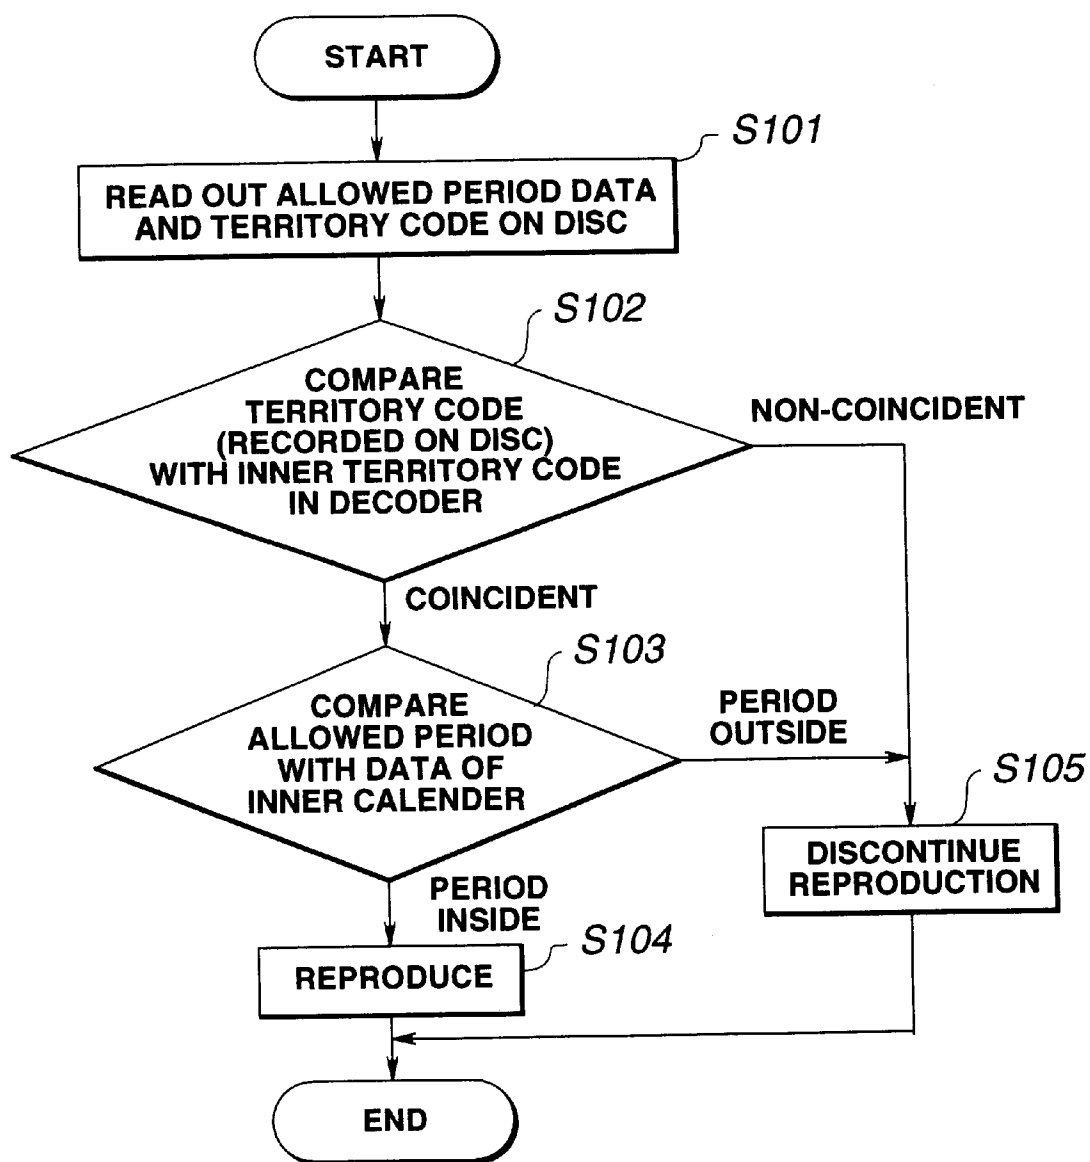 START
S101
READ OUT ALLOWED PERIOD DATA
AND TERRITORY CODE ON DISC
S102
COMPARE
TERRITORY CODE
(RECORDED ON DISC)
WITH INNER TERRITORY CODE
IN DECODER
NON-COINCIDENT
COINCIDENT
S103
COMPARE
ALLOWED PERIOD
WITH DATA OF
INNER CALENDER
PERIOD
OUTSIDE
S105
DISCONTINUE
REPRODUCTION
PERIOD
INSIDE
S104
REPRODUCE
END